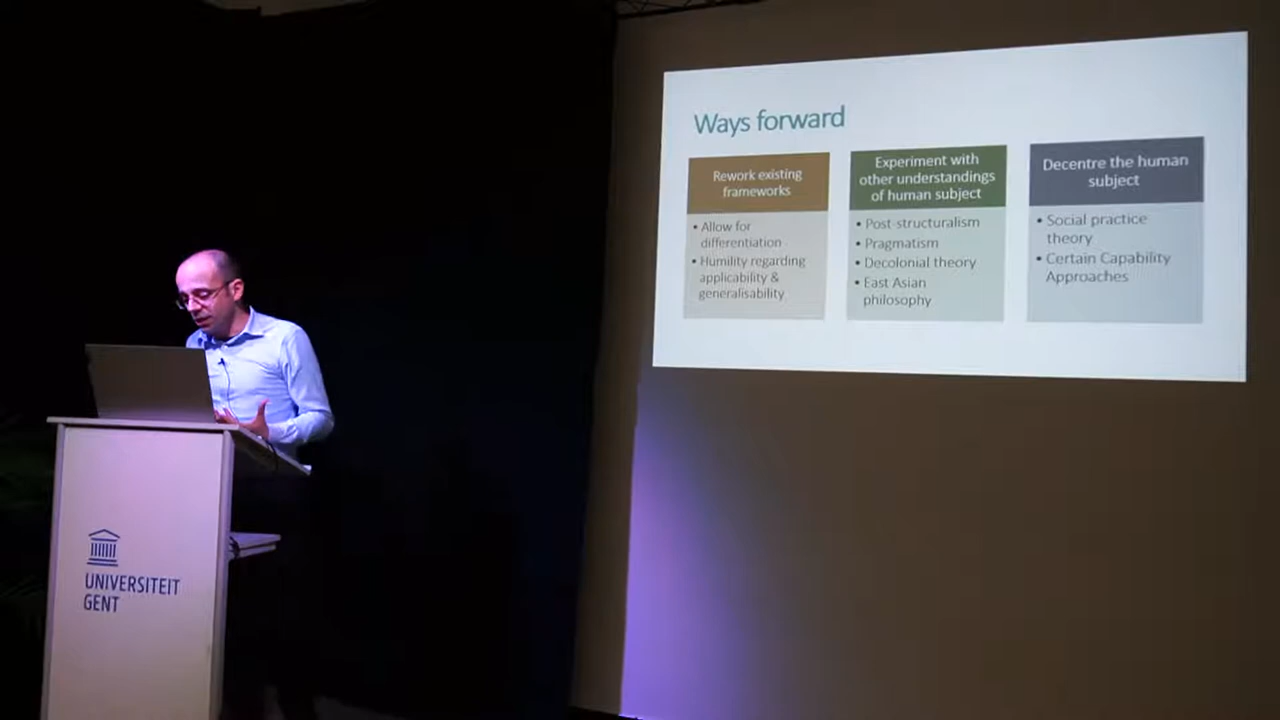 Ways forward
Rework existing
frameworks
• Allow for
differentiation
• Humility regarding
applicability &
generalisability
Experiment with
other understandings
of human subject
• Post-structuralism
• Pragmatism
• Decolonial theory
• East Asian
philosophy
Decentre the human
subject
• Social practice
theory
• Certain Capability
Approaches
UNIVERSITEIT
GENT